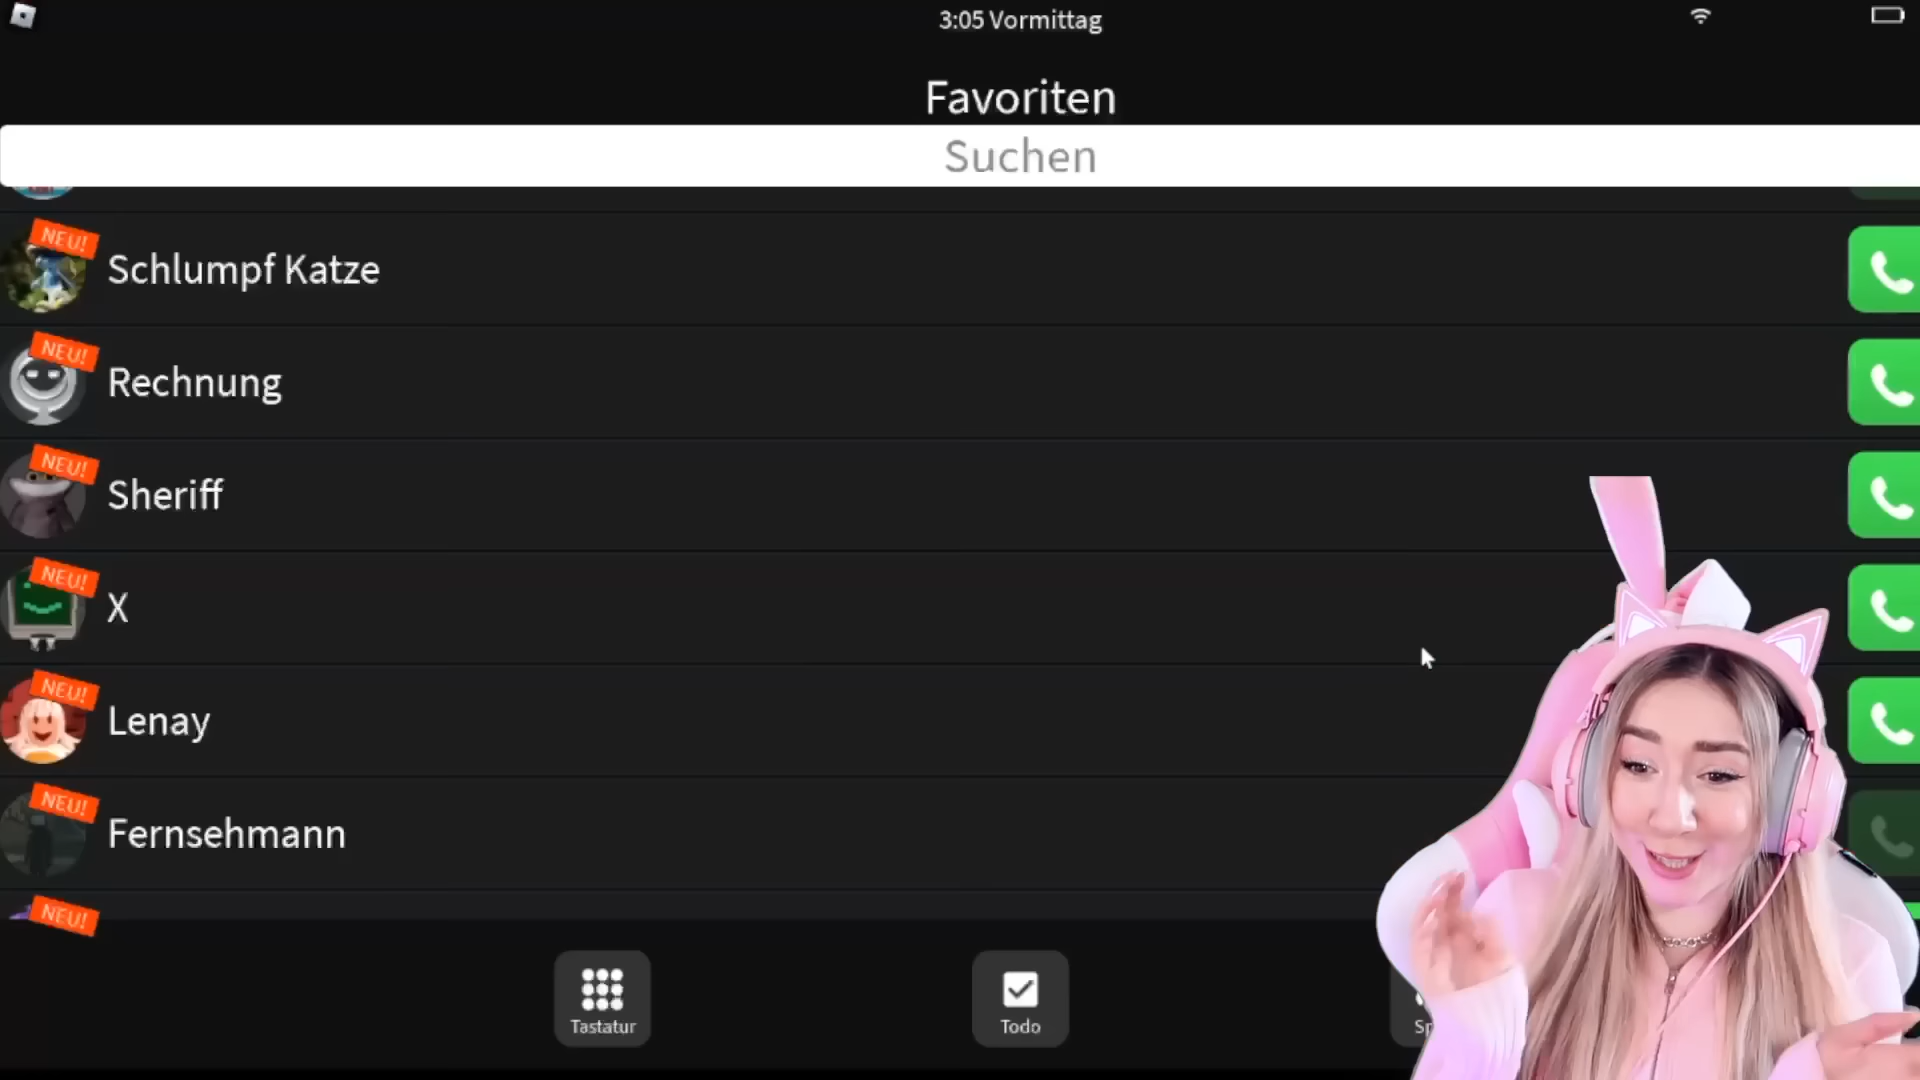 3:05 Vormittag
Favoriten
Suchen
NEU!
Schlumpf Katze
NEU!
Rechnung
NEU!
Sheriff
NEU!
X
NEU!
Lenay
NEU!
Fernsehmann
NEU!
Tastatur
Todo